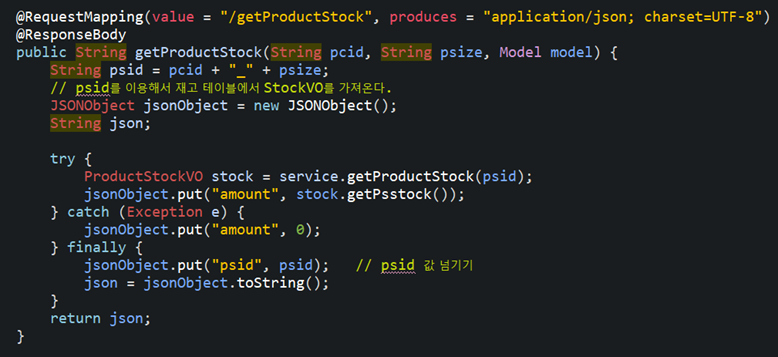 @RequestMapping(value = "/getProductStock", produces = "application/json; charset=UTF-8")
@ResponseBody
public String getProductStock(String pcid, String psize, Model model) {
    String psid = pcid + "_" + psize;
    // psid를 이용해서 재고 테이블에서 StockVO를 가져온다.
    JSONObject jsonObject = new JSONObject();
    String json;

    try {
        ProductStockVO stock = service.getProductStock(psid);
        jsonObject.put("amount", stock.getPsstock());
    } catch (Exception e) {
        jsonObject.put("amount", 0);
    } finally {
        jsonObject.put("psid", psid);   // psid 값 넘기기
        json = jsonObject.toString();
    }
    return json;
}